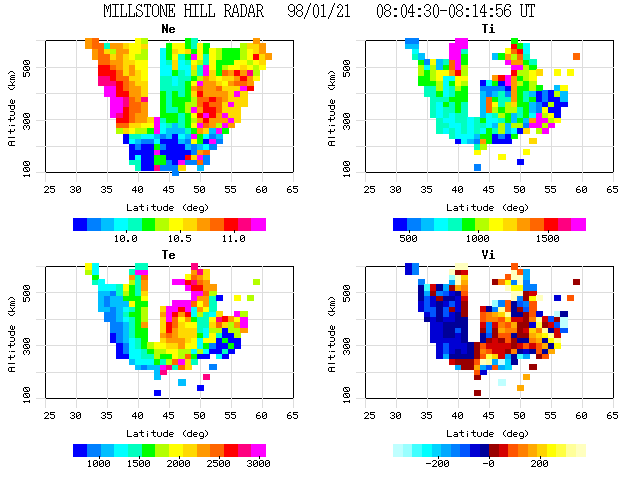 MILLSTONE HILL RADAR 98/01/21 08:04:30-08:14:56 UT
Ne
Altitude (km)
500
300
100
25 30 35 40 45 50 55 60 65
Latitude (deg)
10.0 10.5 11.0
Ti
Altitude (km)
500
300
100
25 30 35 40 45 50 55 60 65
Latitude (deg)
500 1000 1500
Te
Altitude (km)
500
300
100
25 30 35 40 45 50 55 60 65
Latitude (deg)
1000 1500 2000 2500 3000
Vi
Altitude (km)
500
300
100
25 30 35 40 45 50 55 60 65
Latitude (deg)
-200 -0 200